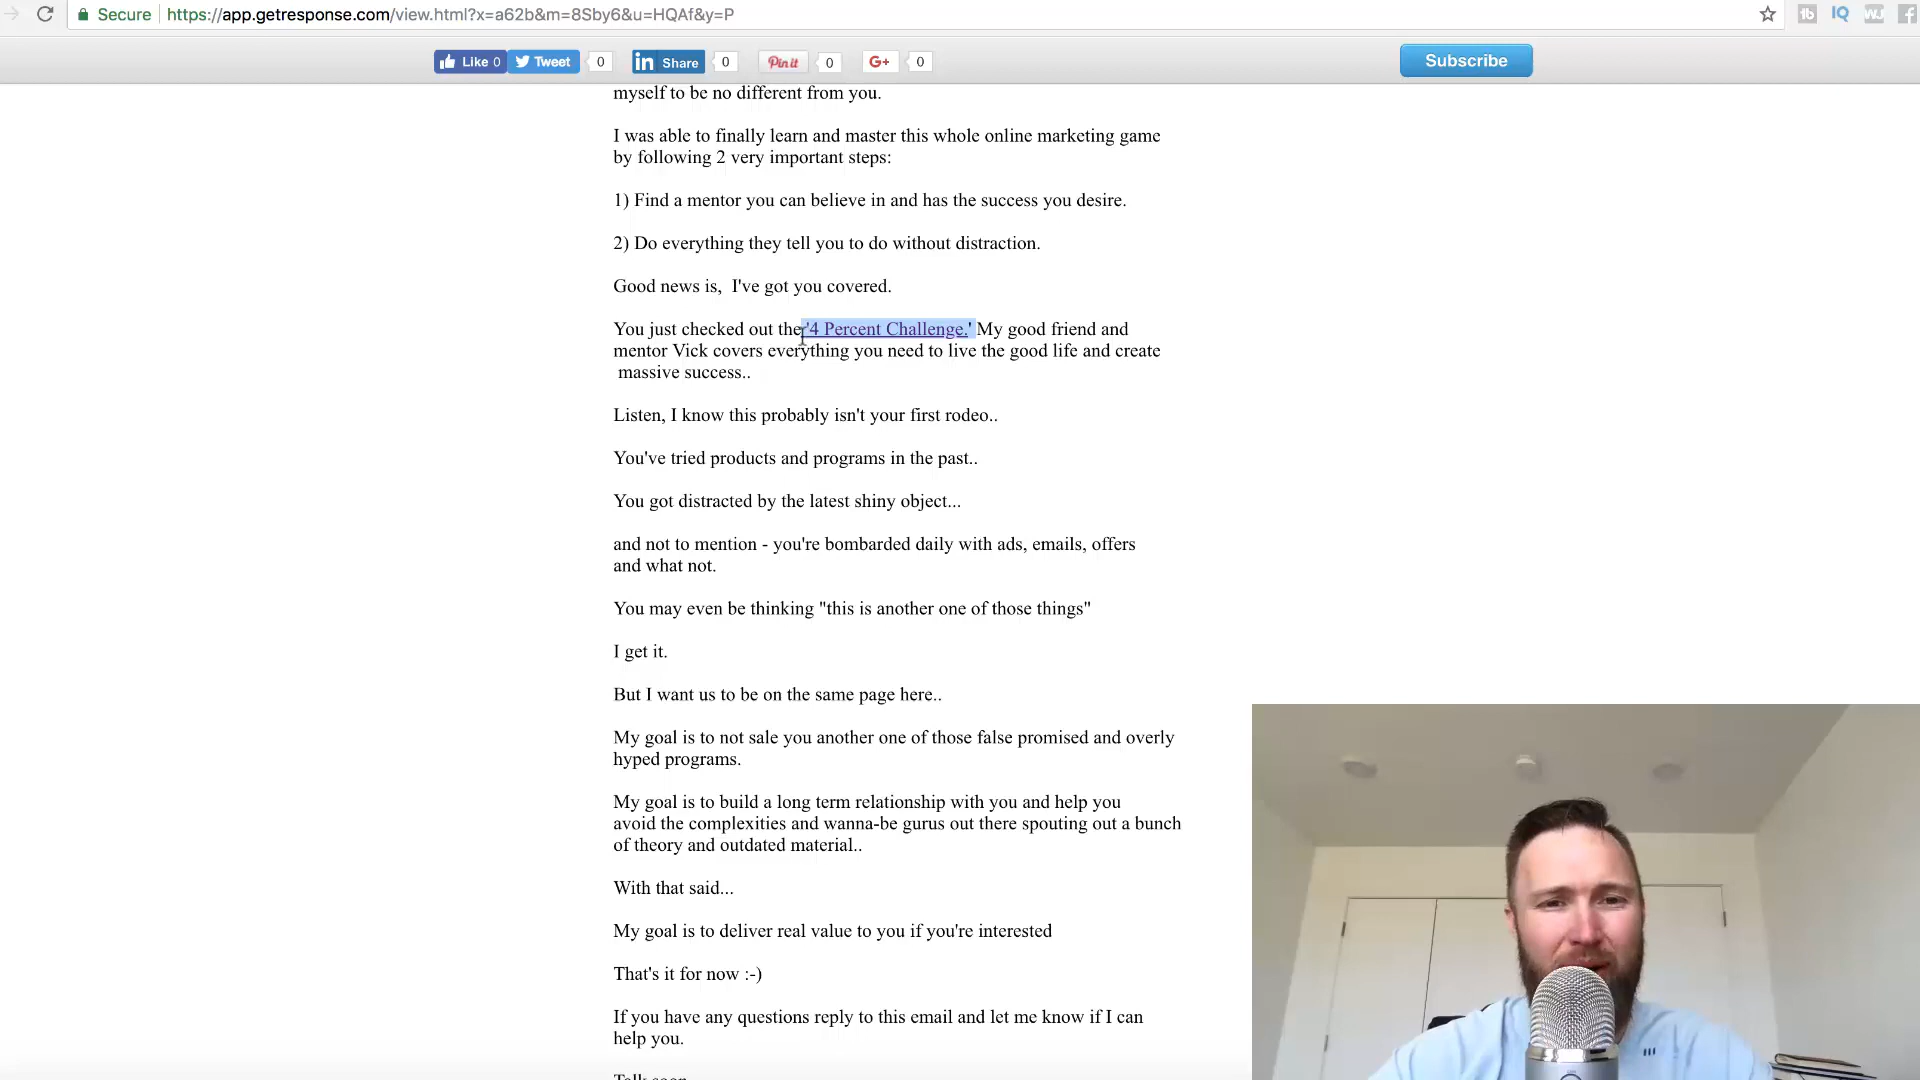 Secure https://app.getresponse.com/view.html?x=a62b&m=8Sby6&u=HQAf&y=P
IQ
Like 0 Tweet 0 in Share 0 Pin it 0 G+ 0 Subscribe
myself to be no different from you.
I was able to finally learn and master this whole online marketing game
by following 2 very important steps:
1) Find a mentor you can believe in and has the success you desire.
2) Do everything they tell you to do without distraction.
Good news is, I've got you covered.
You just checked out the '4 Percent Challenge.' My good friend and
mentor Vick covers everything you need to live the good life and create
massive success..
Listen, I know this probably isn't your first rodeo..
You've tried products and programs in the past..
You got distracted by the latest shiny object...
and not to mention - you're bombarded daily with ads, emails, offers
and what not.
You may even be thinking "this is another one of those things"
I get it.
But I want us to be on the same page here..
My goal is to not sale you another one of those false promised and overly
hyped programs.
My goal is to build a long term relationship with you and help you
avoid the complexities and wanna-be gurus out there spouting out a bunch
of theory and outdated material..
With that said...
My goal is to deliver real value to you if you're interested
That's it for now :-)
If you have any questions reply to this email and let me know if I can
help you.
Talk soon